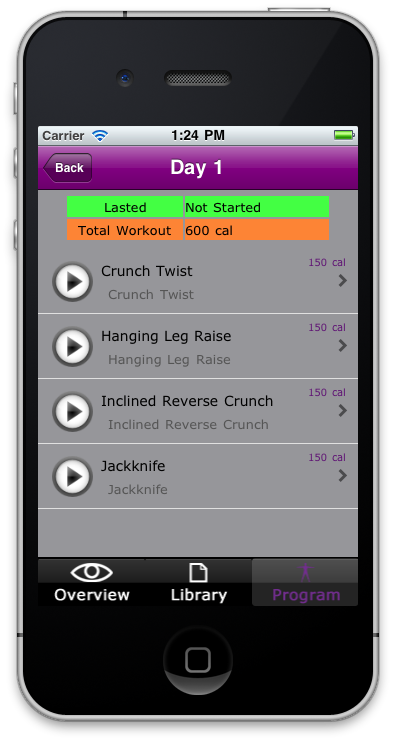 Carrier 1:24 PM
Back Day 1
Lasted Not Started
Total Workout 600 cal
150 cal
Crunch Twist
Crunch Twist
150 cal
Hanging Leg Raise
Hanging Leg Raise
150 cal
Inclined Reverse Crunch
Inclined Reverse Crunch
150 cal
Jackknife
Jackknife
Overview Library Program